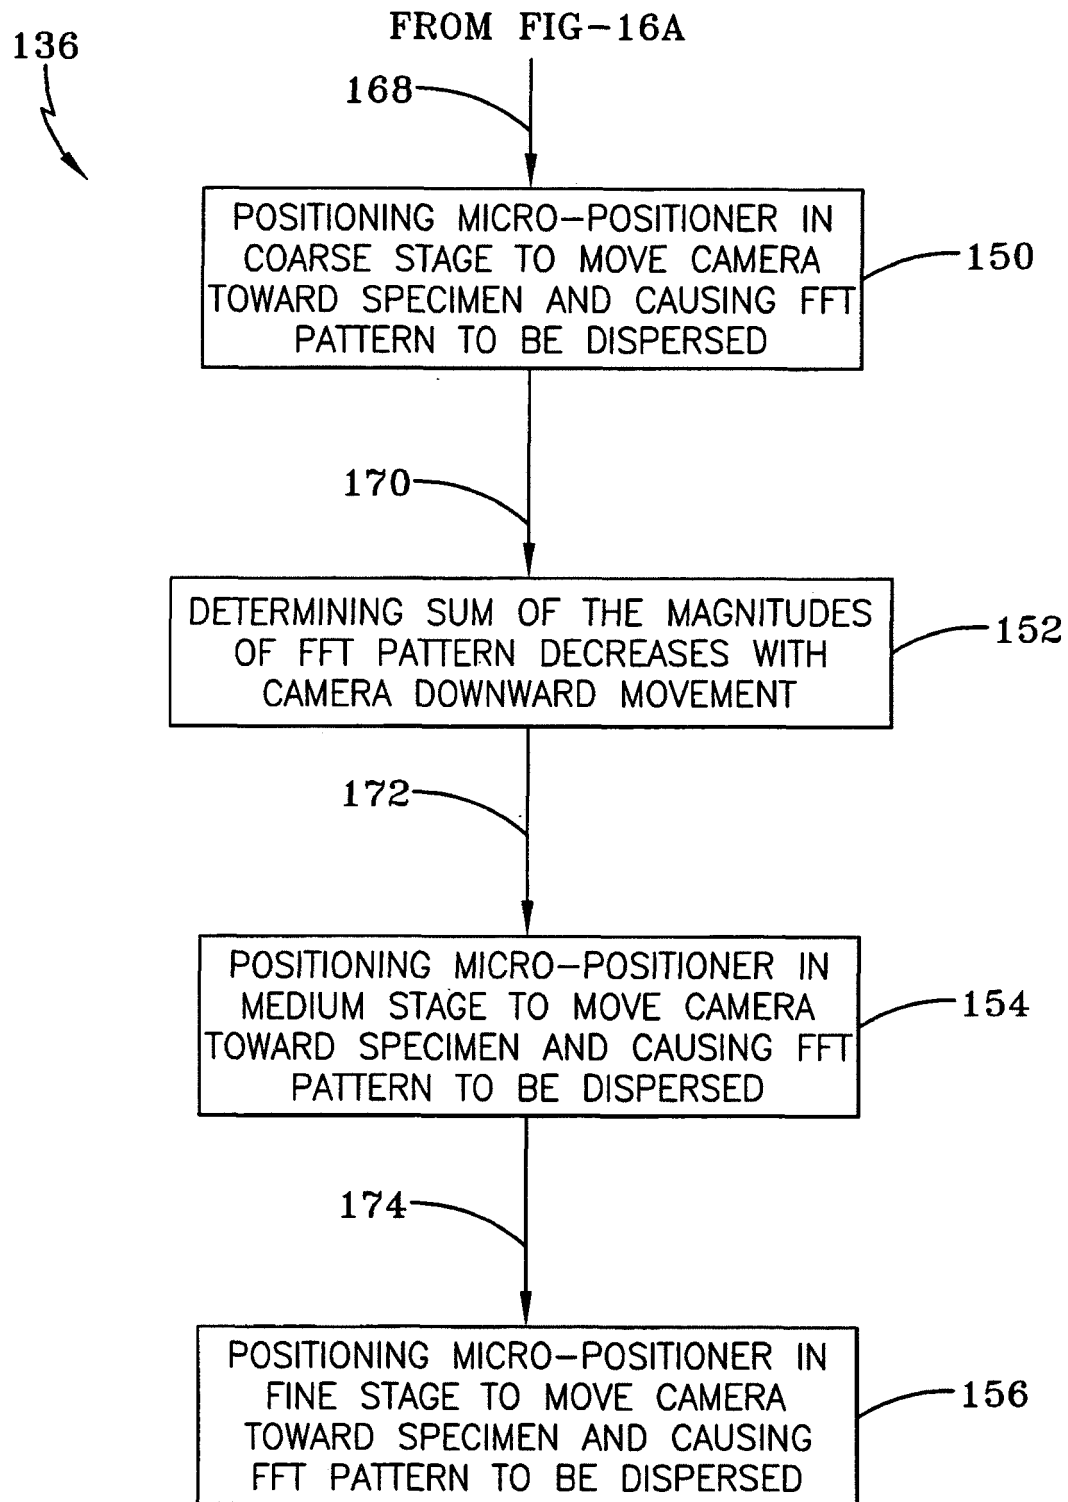 FROM FIG-16A
136
168
POSITIONING MICRO-POSITIONER IN
COARSE STAGE TO MOVE CAMERA
TOWARD SPECIMEN AND CAUSING FFT
PATTERN TO BE DISPERSED
150
170
DETERMINING SUM OF THE MAGNITUDES
OF FFT PATTERN DECREASES WITH
CAMERA DOWNWARD MOVEMENT
152
172
POSITIONING MICRO-POSITIONER IN
MEDIUM STAGE TO MOVE CAMERA
TOWARD SPECIMEN AND CAUSING FFT
PATTERN TO BE DISPERSED
154
174
POSITIONING MICRO-POSITIONER IN
FINE STAGE TO MOVE CAMERA
TOWARD SPECIMEN AND CAUSING
FFT PATTERN TO BE DISPERSED
156